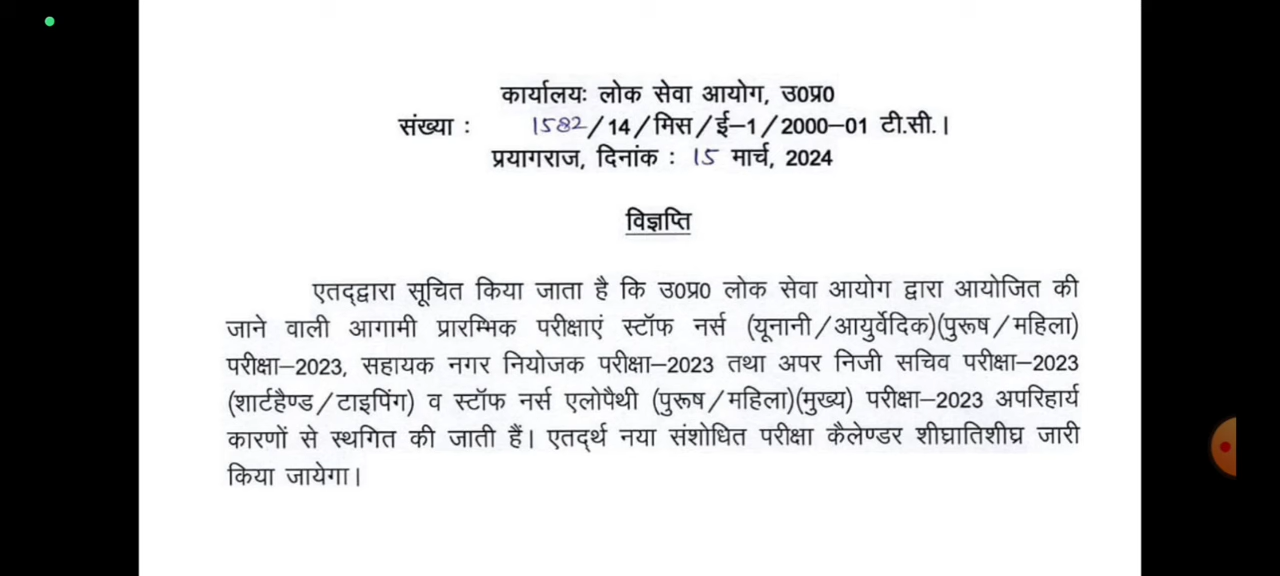 कार्यालयः लोक सेवा आयोग, उ0प्र0
संख्या : 1582/14/मिस/ई–1/2000–01 टी.सी.।
प्रयागराज, दिनांक : 15 मार्च, 2024
विज्ञप्ति
एतद्द्वारा सूचित किया जाता है कि उ0प्र0 लोक सेवा आयोग द्वारा आयोजित की
जाने वाली आगामी प्रारम्भिक परीक्षाएं स्टॉफ नर्स (यूनानी/आयुर्वेदिक)(पुरूष/महिला)
परीक्षा–2023, सहायक नगर नियोजक परीक्षा–2023 तथा अपर निजी सचिव परीक्षा–2023
(शार्टहैण्ड/टाइपिंग) व स्टॉफ नर्स एलोपैथी (पुरूष/महिला)(मुख्य) परीक्षा–2023 अपरिहार्य
कारणों से स्थगित की जाती हैं। एतदर्थ नया संशोधित परीक्षा कैलेण्डर शीघ्रातिशीघ्र जारी
किया जायेगा।